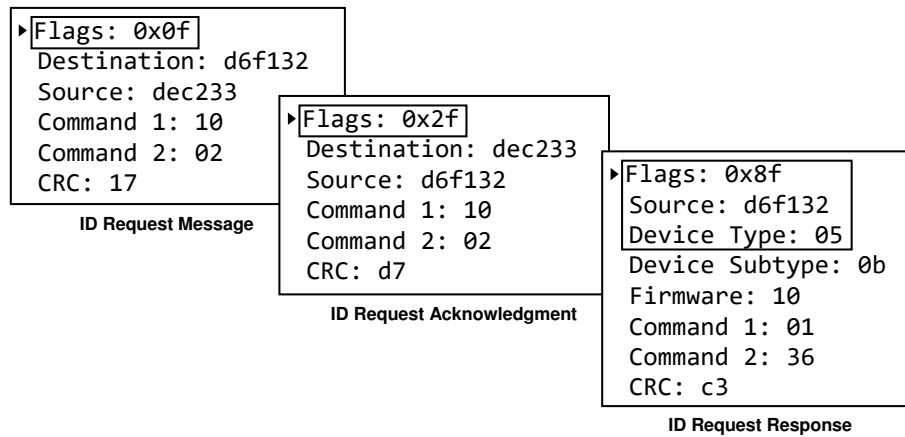 Flags: 0x0f
Destination: d6f132
Source: dec233
Command 1: 10
Command 2: 02
CRC: 17
ID Request Message
Flags: 0x2f
Destination: dec233
Source: d6f132
Command 1: 10
Command 2: 02
CRC: d7
ID Request Acknowledgment
Flags: 0x8f
Source: d6f132
Device Type: 05
Device Subtype: 0b
Firmware: 10
Command 1: 01
Command 2: 36
CRC: c3
ID Request Response